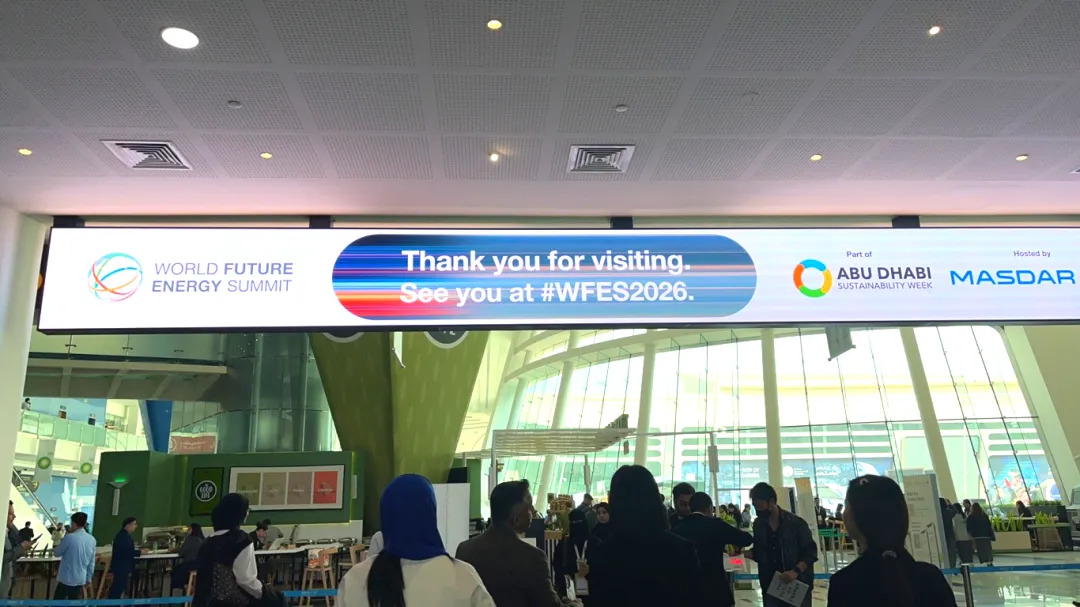 WORLD FUTURE
ENERGY SUMMIT
Thank you for visiting.
See you at #WFES2026.
Part of
ABU DHABI
SUSTAINABILITY WEEK
Hosted by
MASDAR